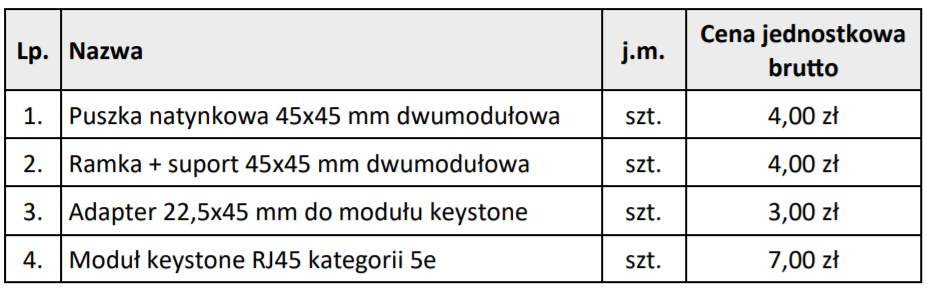 Lp. Nazwa j.m. Cena jednostkowa
brutto
1. Puszka natynkowa 45x45 mm dwumodułowa szt. 4,00 zł
2. Ramka + suport 45x45 mm dwumodułowa szt. 4,00 zł
3. Adapter 22,5x45 mm do modułu keystone szt. 3,00 zł
4. Moduł keystone RJ45 kategorii 5e szt. 7,00 zł